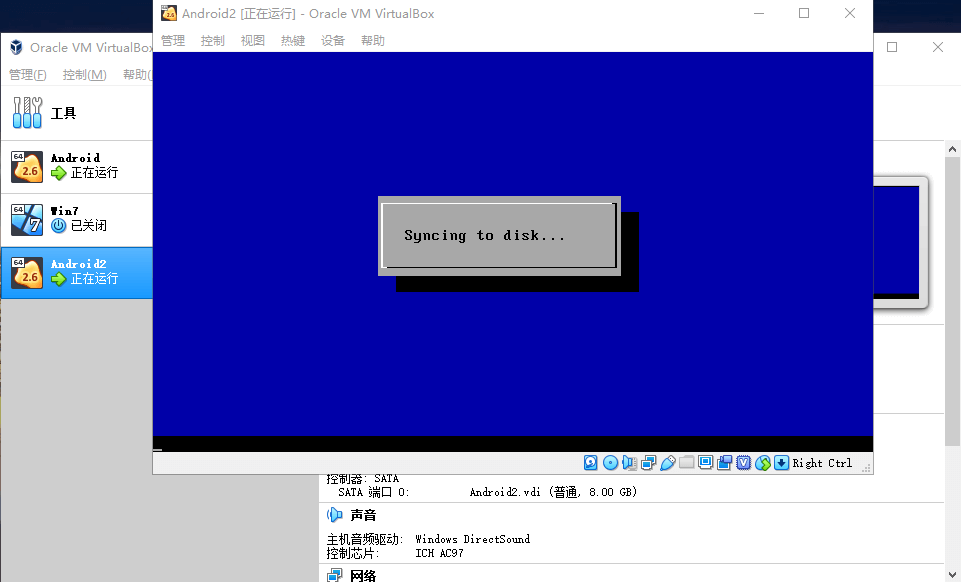 Android2 [正在运行] - Oracle VM VirtualBox
管理 控制 视图 热键 设备 帮助
Oracle VM VirtualBox
管理(F) 控制(M) 帮助(
工具
64
2.6
Android
正在运行
64
7
Win7
已关闭
64
2.6
Android2
正在运行
Syncing to disk...
Right Ctrl
控制器: SATA
SATA 端口 0: Android2.vdi (普通, 8.00 GB)
声音
主机音频驱动: Windows DirectSound
控制芯片: ICH AC97
网络